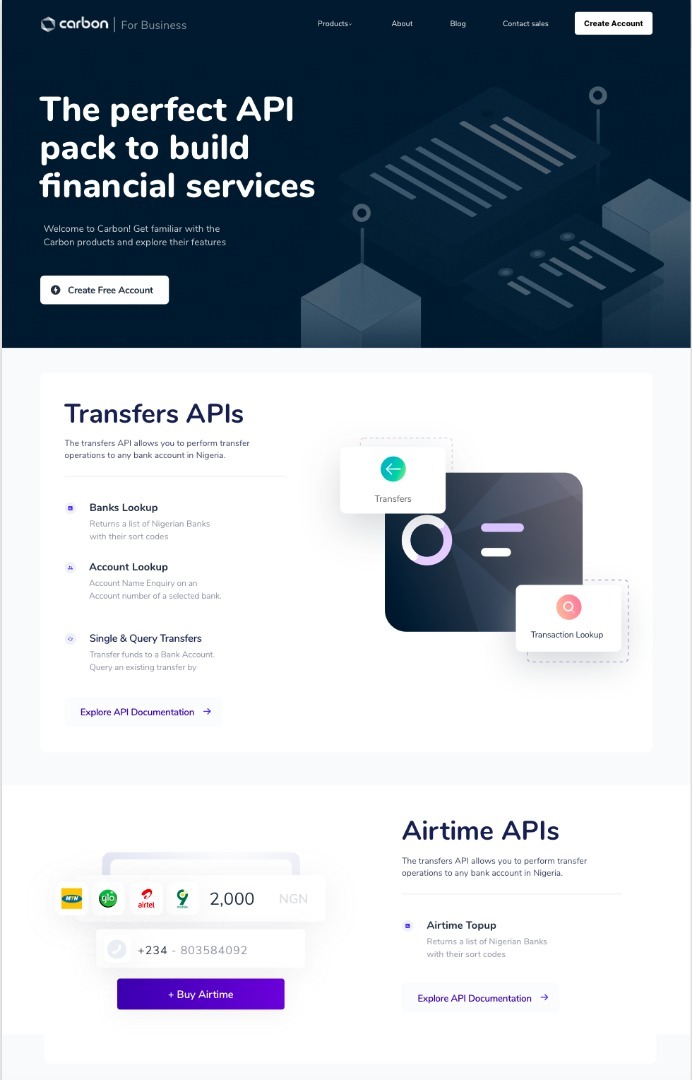 carbon | For Business
Products
About
Blog
Contact sales
Create Account
The perfect API
pack to build
financial services
Welcome to Carbon! Get familiar with the
Carbon products and explore their features
Create Free Account
Transfers APIs
The transfers API allows you to perform transfer
operations to any bank account in Nigeria.
Banks Lookup
Returns a list of Nigerian Banks
with their sort codes
Account Lookup
Account Name Enquiry on an
Account number of a selected bank.
Single & Query Transfers
Transfer funds to a Bank Account.
Query an existing transfer by
Explore API Documentation
Transfers
Transaction Lookup
MTN
glo
airtel
2,000
NGN
+234 - 803584092
+ Buy Airtime
Airtime APIs
The transfers API allows you to perform transfer
operations to any bank account in Nigeria.
Airtime Topup
Returns a list of Nigerian Banks
with their sort codes
Explore API Documentation